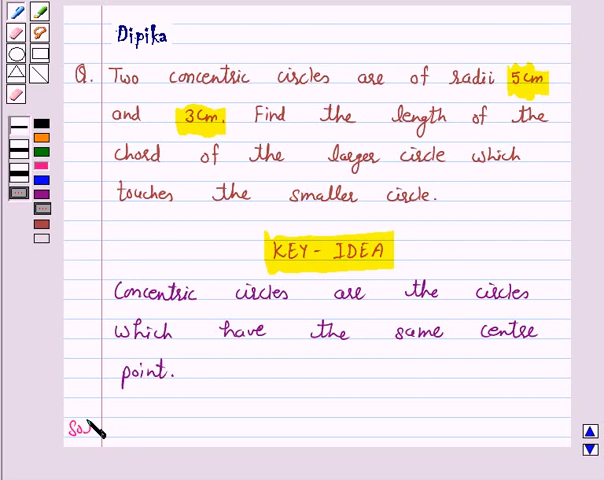 Dipika
Q. Two concentric circles are of radii 5cm
and 3cm. Find the length of the
chord of the larger circle which
touches the smaller circle.
KEY - IDEA
Concentric circles are the circles
which have the same centre
point.
So